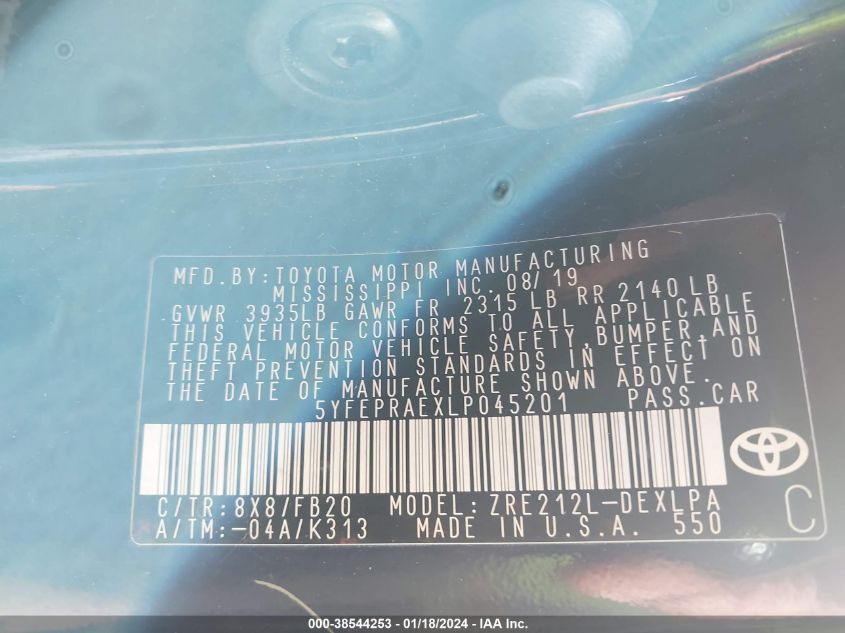 MFD. BY: TOYOTA MOTOR MANUFACTURING
MISSISSIPPI INC. 08/19
GVWR 3935LB GAWR FR 2315 LB RR 2140 LB
THIS VEHICLE CONFORMS TO ALL APPLICABLE
FEDERAL MOTOR VEHICLE SAFETY, BUMPER, AND
THEFT PREVENTION STANDARDS IN EFFECT ON
THE DATE OF MANUFACTURE SHOWN ABOVE.
5YFEPRAEXLP045201 PASS. CAR
C/TR: 8X8/FB20 MODEL: ZRE212L-DEXLPA
A/TM: -04A/K313 MADE IN U.S.A. 550
C
000-38544253 - 01/18/2024 - IAA Inc.